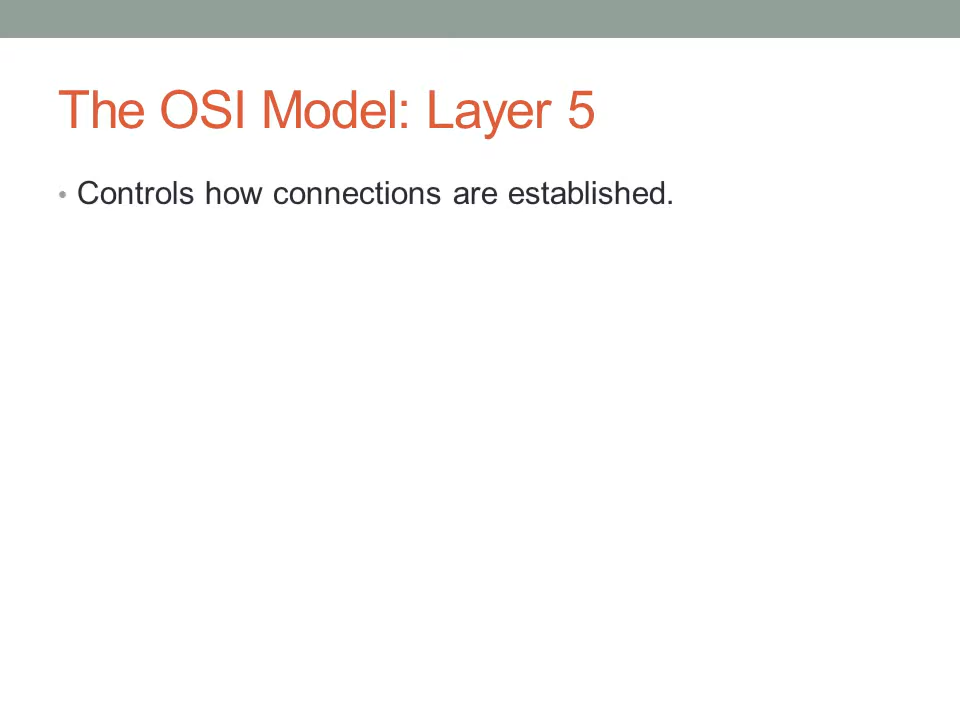 The OSI Model: Layer 5
• Controls how connections are established.